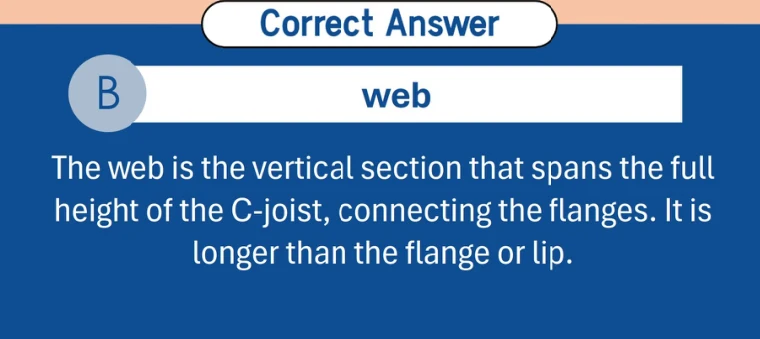 Correct Answer
B
web
The web is the vertical section that spans the full
height of the C-joist, connecting the flanges. It is
longer than the flange or lip.